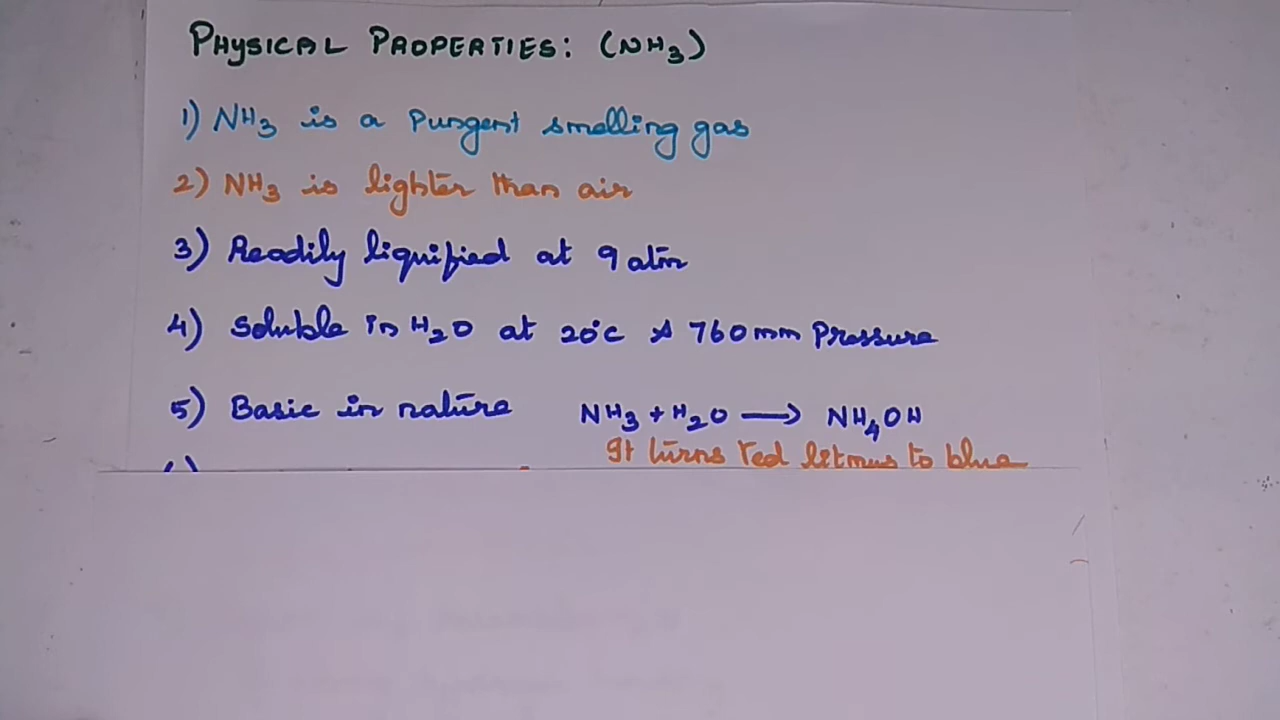 PHYSICAL PROPERTIES: (NH3)
1) NH3 is a Pungent smelling gas
2) NH3 is lighter than air
3) Readily liquified at 9 atm
4) Soluble in H2O at 20°C & 760mm Pressure
5) Basic in nature NH3 + H2O ⟶ NH4OH
It turns red litmus to blue